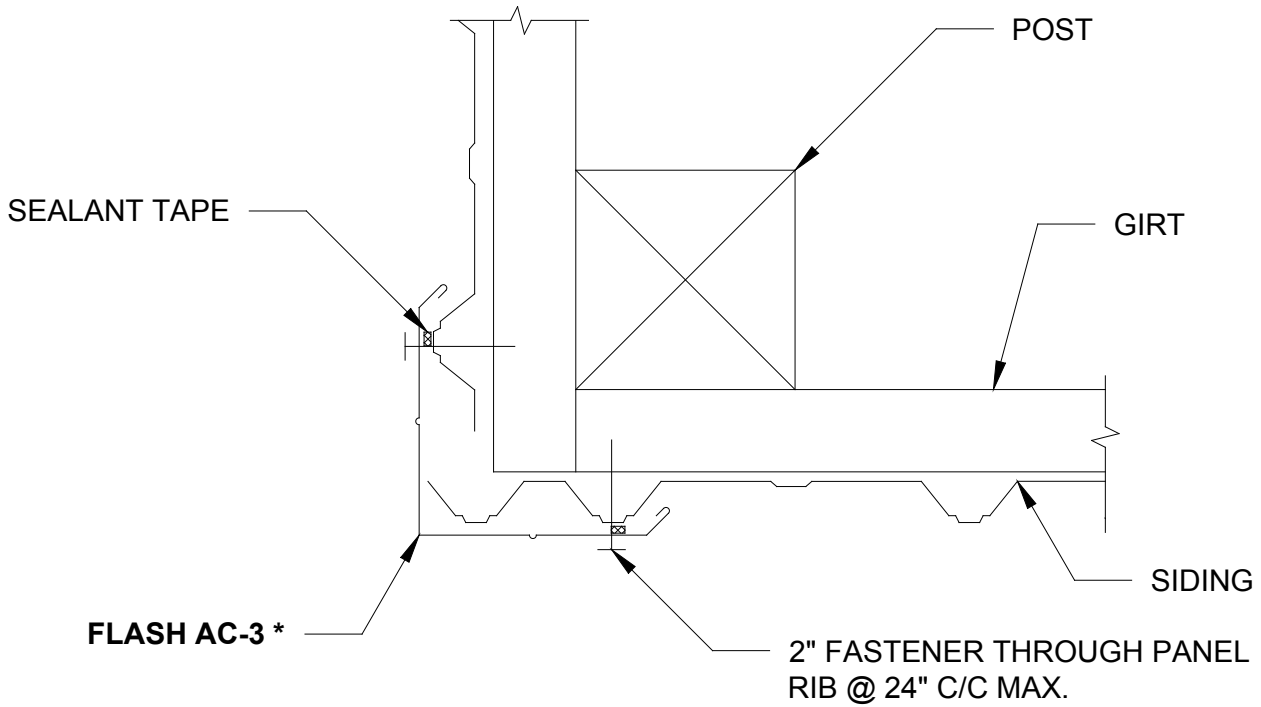 POST
SEALANT TAPE
GIRT
SIDING
FLASH AC-3 *
2" FASTENER THROUGH PANEL
RIB @ 24" C/C MAX.